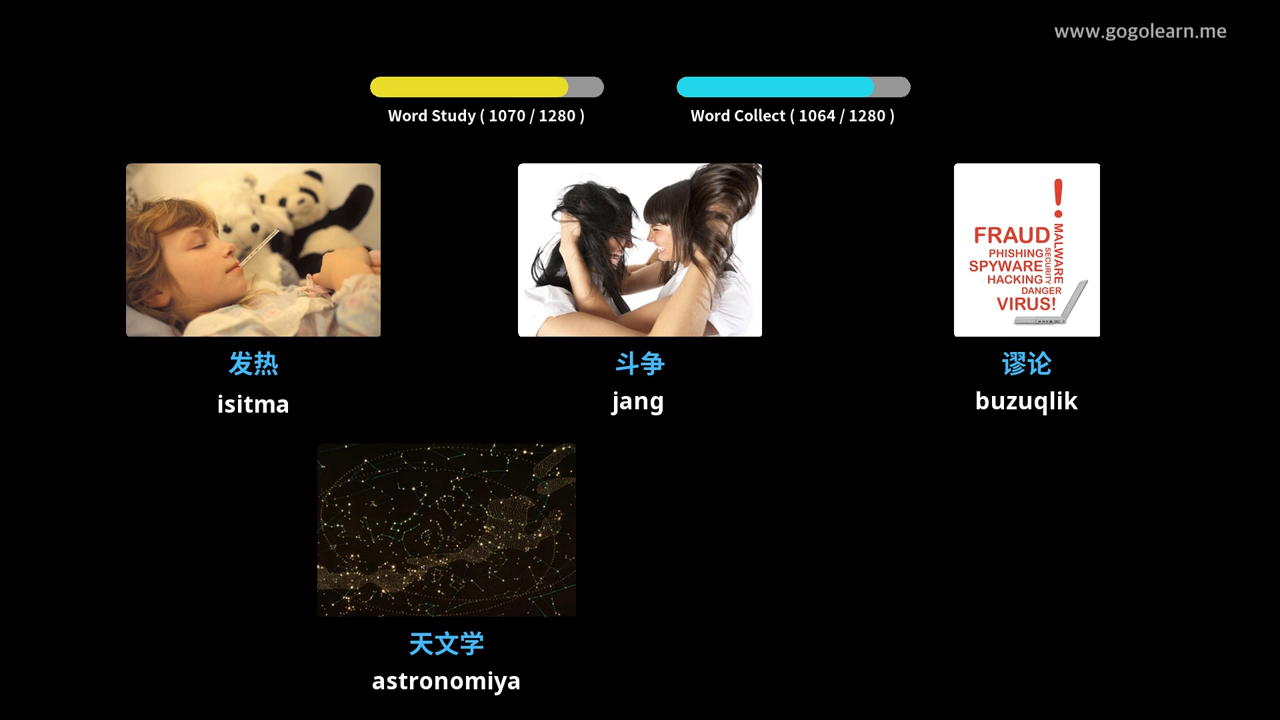 www.gogolearn.me
Word Study ( 1070 / 1280 )
Word Collect ( 1064 / 1280 )
!
FRAUD
PHISHING
SPYWARE
HACKING
DANGER
VIRUS!
MALWARE
SECURITY
发热
isitma
斗争
jang
谬论
buzuqlik
天文学
astronomiya